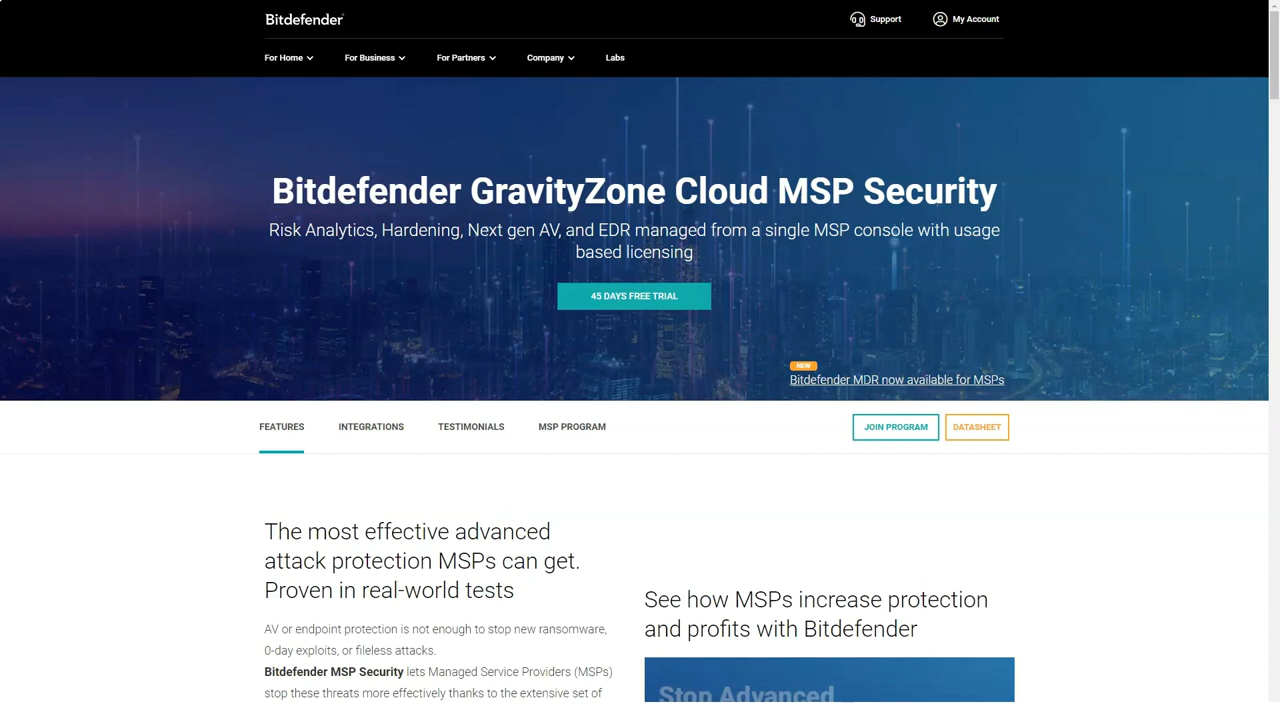 Bitdefender
Support
My Account
For Home
For Business
For Partners
Company
Labs
Bitdefender GravityZone Cloud MSP Security
Risk Analytics, Hardening, Next gen AV, and EDR managed from a single MSP console with usage
based licensing
45 DAYS FREE TRIAL
NEW
Bitdefender MDR now available for MSPs
FEATURES
INTEGRATIONS
TESTIMONIALS
MSP PROGRAM
JOIN PROGRAM
DATASHEET
The most effective advanced
attack protection MSPs can get.
Proven in real-world tests
AV or endpoint protection is not enough to stop new ransomware,
0-day exploits, or fileless attacks.
Bitdefender MSP Security lets Managed Service Providers (MSPs)
stop these threats more effectively thanks to the extensive set of
See how MSPs increase protection
and profits with Bitdefender
Stop Advanced